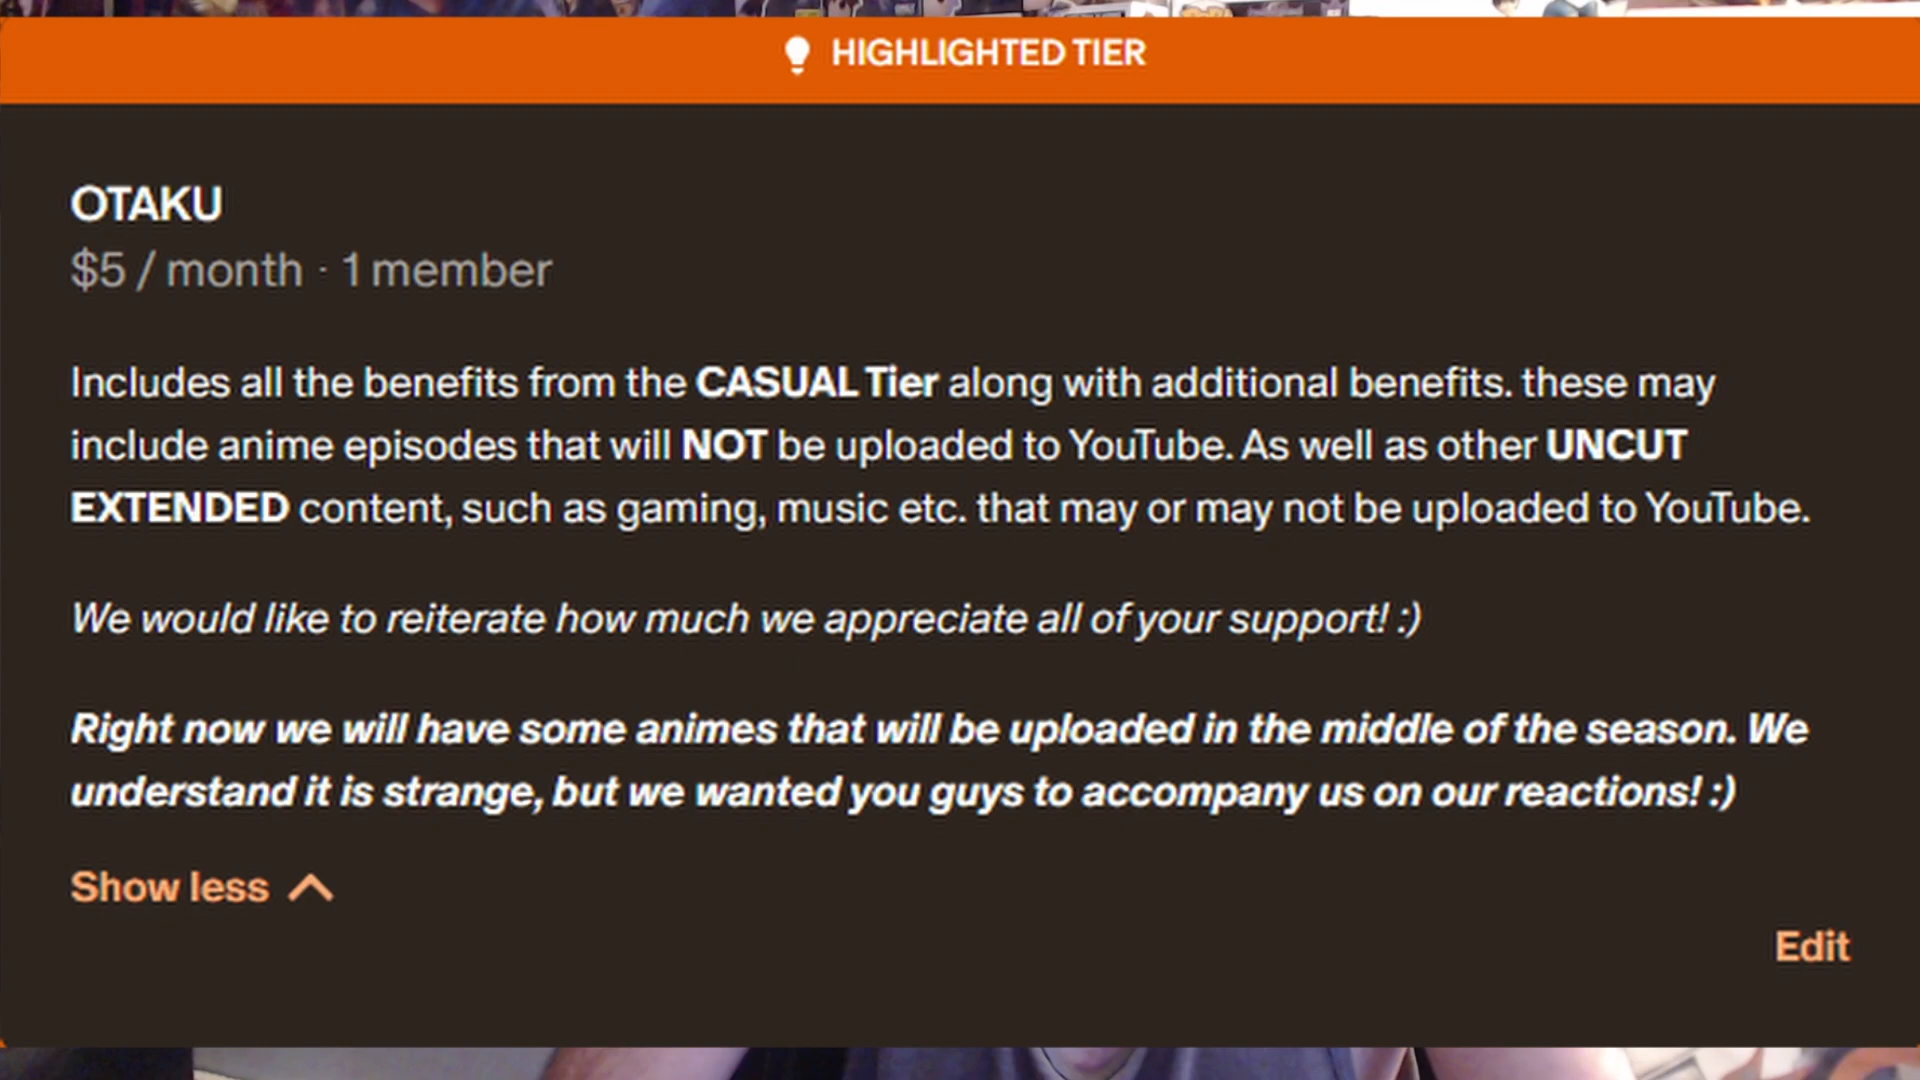 HIGHLIGHTED TIER
OTAKU
$5 / month · 1 member
Includes all the benefits from the CASUAL Tier along with additional benefits. these may
include anime episodes that will NOT be uploaded to YouTube. As well as other UNCUT
EXTENDED content, such as gaming, music etc. that may or may not be uploaded to YouTube.
We would like to reiterate how much we appreciate all of your support! :)
Right now we will have some animes that will be uploaded in the middle of the season. We
understand it is strange, but we wanted you guys to accompany us on our reactions! :)
Show less
Edit